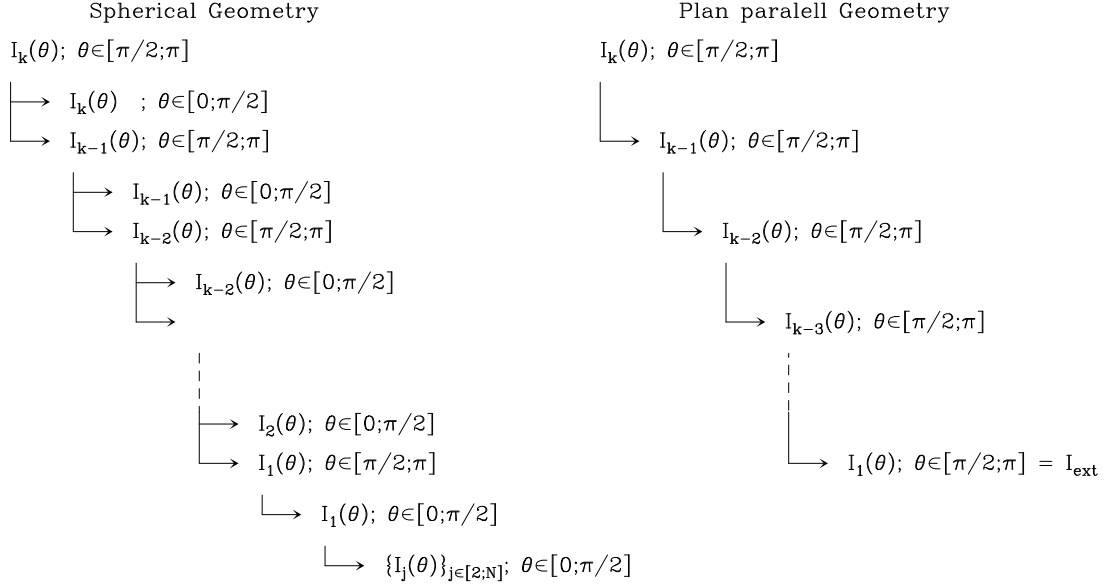 Spherical Geometry
I_k(θ); θ∈[π/2;π]
I_k(θ) ; θ∈[0;π/2]
I_{k−1}(θ); θ∈[π/2;π]
I_{k−1}(θ); θ∈[0;π/2]
I_{k−2}(θ); θ∈[π/2;π]
I_{k−2}(θ); θ∈[0;π/2]
I_2(θ); θ∈[0;π/2]
I_1(θ); θ∈[π/2;π]
I_1(θ); θ∈[0;π/2]
{I_j(θ)}_{j∈[2;N]}; θ∈[0;π/2]
Plan paralell Geometry
I_k(θ); θ∈[π/2;π]
I_{k−1}(θ); θ∈[π/2;π]
I_{k−2}(θ); θ∈[π/2;π]
I_{k−3}(θ); θ∈[π/2;π]
I_1(θ); θ∈[π/2;π] = I_{ext}